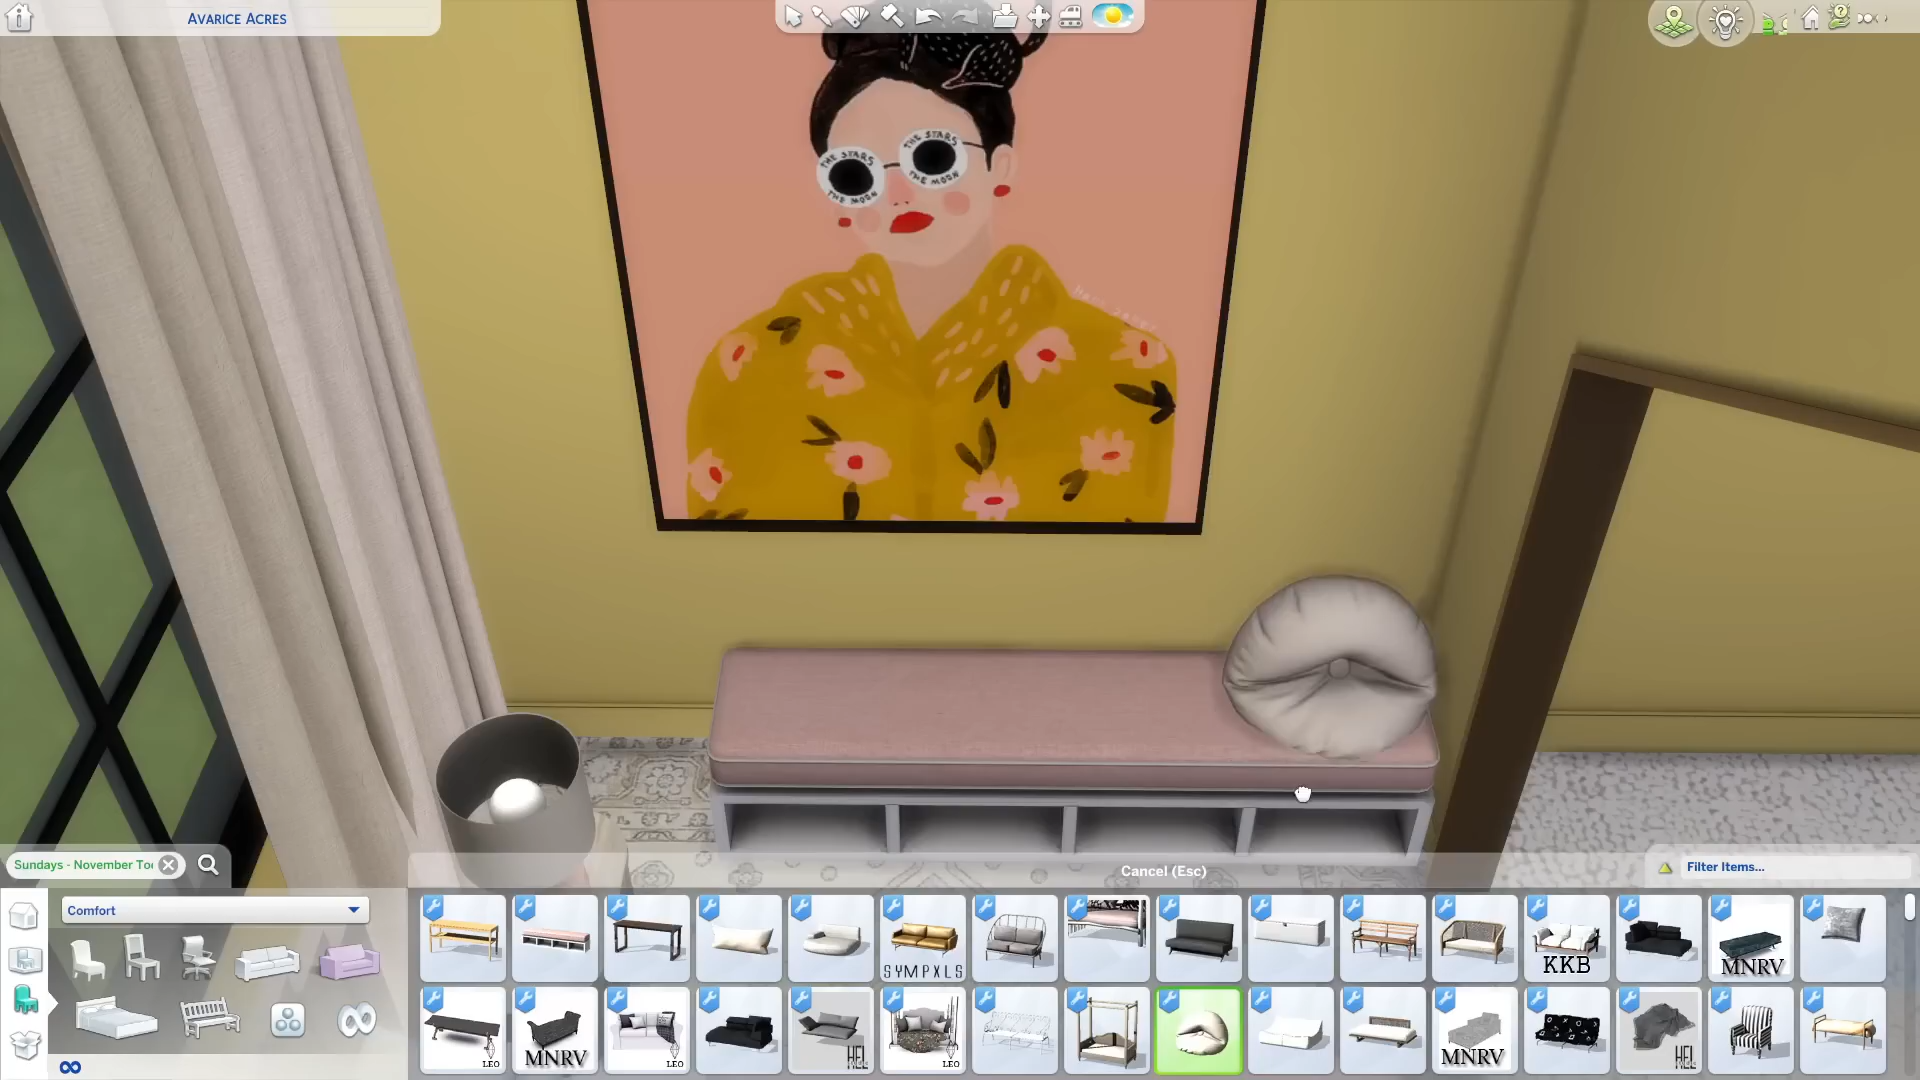 AVARICE ACRES
THE STARS
THE MOON
THE STARS
THE MOON
Sundays - November Too
Cancel (Esc)
Filter Items...
Comfort
SYMPXLS
KKB
MNRV
LEO
MNRV
LEO
HEL
LEO
MNRV
HEL